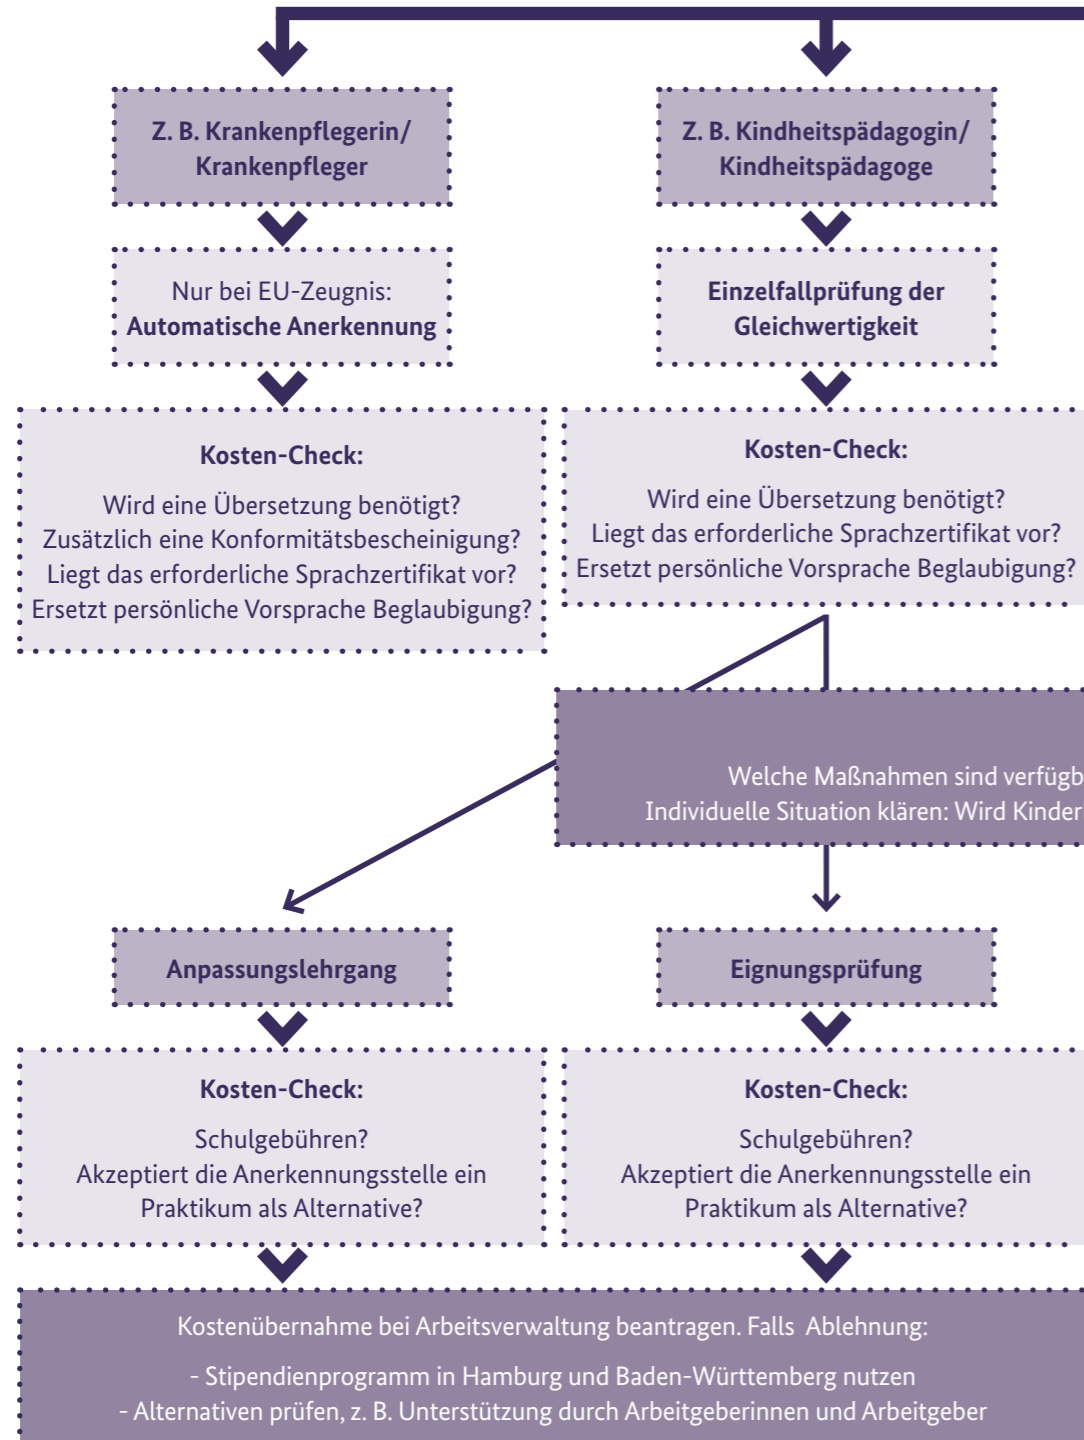 Z. B. Krankenpflegerin/
Krankenpfleger
Nur bei EU-Zeugnis:
Automatische Anerkennung
Kosten-Check:
Wird eine Übersetzung benötigt?
Zusätzlich eine Konformitätsbescheinigung?
Liegt das erforderliche Sprachzertifikat vor?
Ersetzt persönliche Vorsprache Beglaubigung?
Z. B. Kindheitspädagogin/
Kindheitspädagoge
Einzelfallprüfung der
Gleichwertigkeit
Kosten-Check:
Wird eine Übersetzung benötigt?
Liegt das erforderliche Sprachzertifikat vor?
Ersetzt persönliche Vorsprache Beglaubigung?
Welche Maßnahmen sind verfügb
Individuelle Situation klären: Wird Kinder
Anpassungslehrgang
Kosten-Check:
Schulgebühren?
Akzeptiert die Anerkennungsstelle ein
Praktikum als Alternative?
Eignungsprüfung
Kosten-Check:
Schulgebühren?
Akzeptiert die Anerkennungsstelle ein
Praktikum als Alternative?
Kostenübernahme bei Arbeitsverwaltung beantragen. Falls Ablehnung:
- Stipendienprogramm in Hamburg und Baden-Württemberg nutzen
- Alternativen prüfen, z. B. Unterstützung durch Arbeitgeberinnen und Arbeitgeber